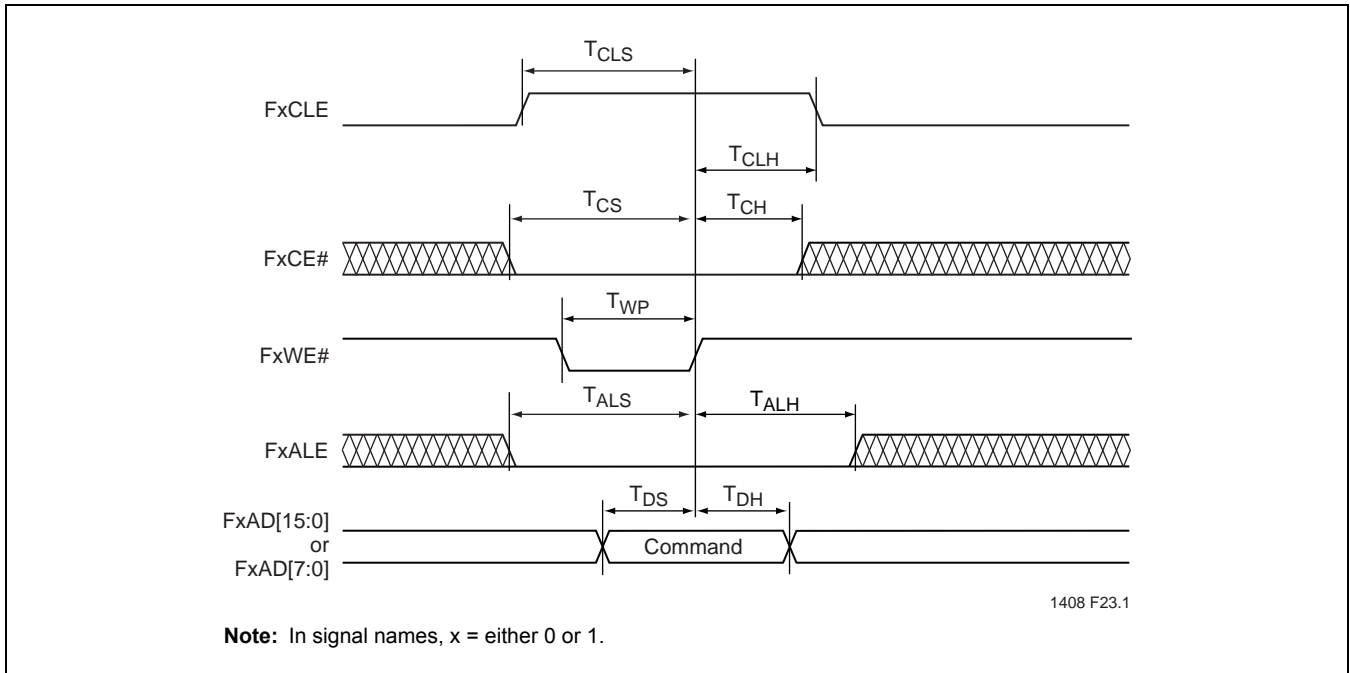 TCLS
FxCLE
TCLH
TCS
TCH
FxCE#
TWP
FxWE#
TALS
TALH
FxALE
TDS
TDH
FxAD[15:0]
or
FxAD[7:0]
Command
1408 F23.1
Note: In signal names, x = either 0 or 1.